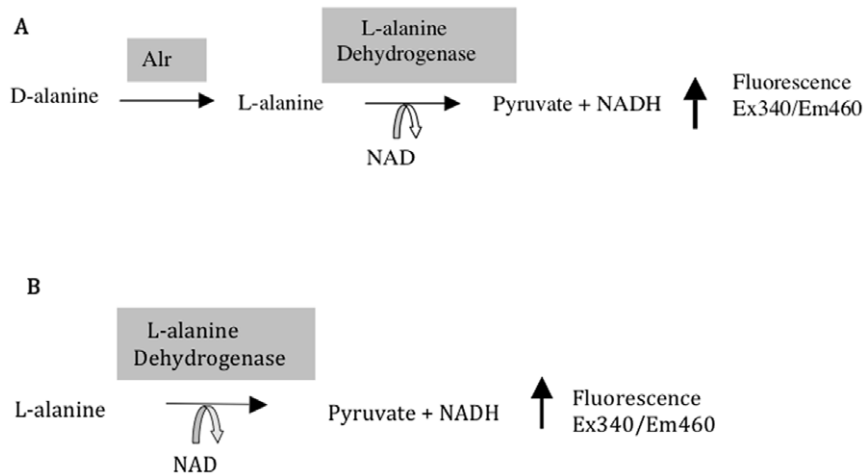 A
Alr
L-alanine
Dehydrogenase
D-alanine
L-alanine
Pyruvate + NADH
Fluorescence
Ex340/Em460
NAD
B
L-alanine
Dehydrogenase
L-alanine
Pyruvate + NADH
Fluorescence
Ex340/Em460
NAD